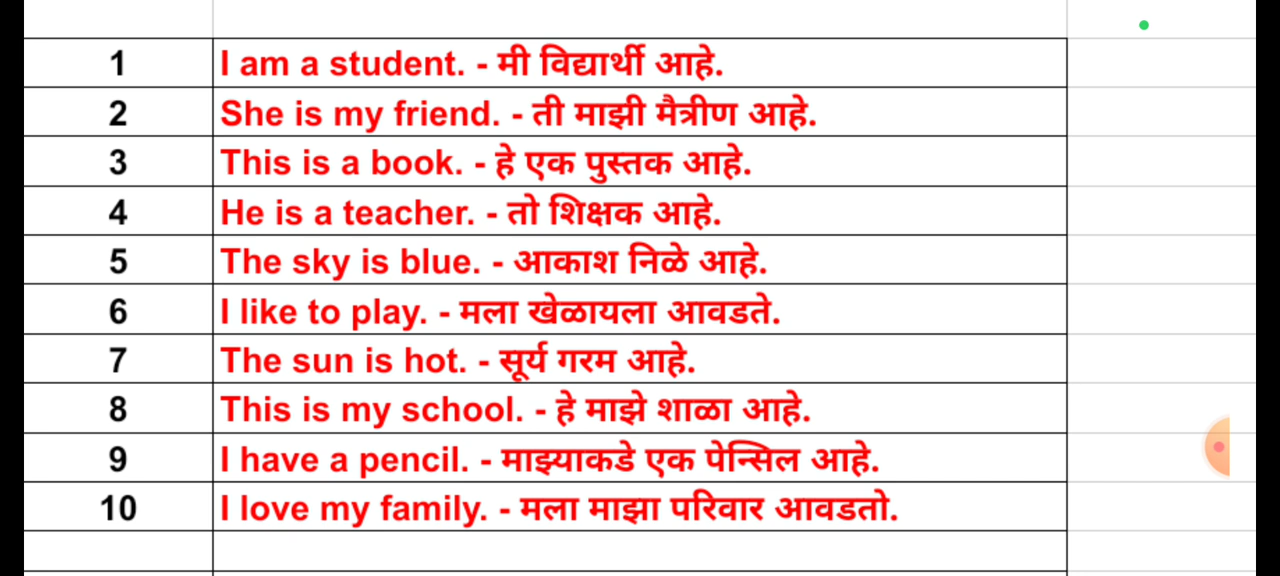 1 I am a student. - मी विद्यार्थी आहे.
2 She is my friend. - ती माझी मैत्रीण आहे.
3 This is a book. - हे एक पुस्तक आहे.
4 He is a teacher. - तो शिक्षक आहे.
5 The sky is blue. - आकाश निळे आहे.
6 I like to play. - मला खेळायला आवडते.
7 The sun is hot. - सूर्य गरम आहे.
8 This is my school. - हे माझे शाळा आहे.
9 I have a pencil. - माझ्याकडे एक पेन्सिल आहे.
10 I love my family. - मला माझा परिवार आवडतो.